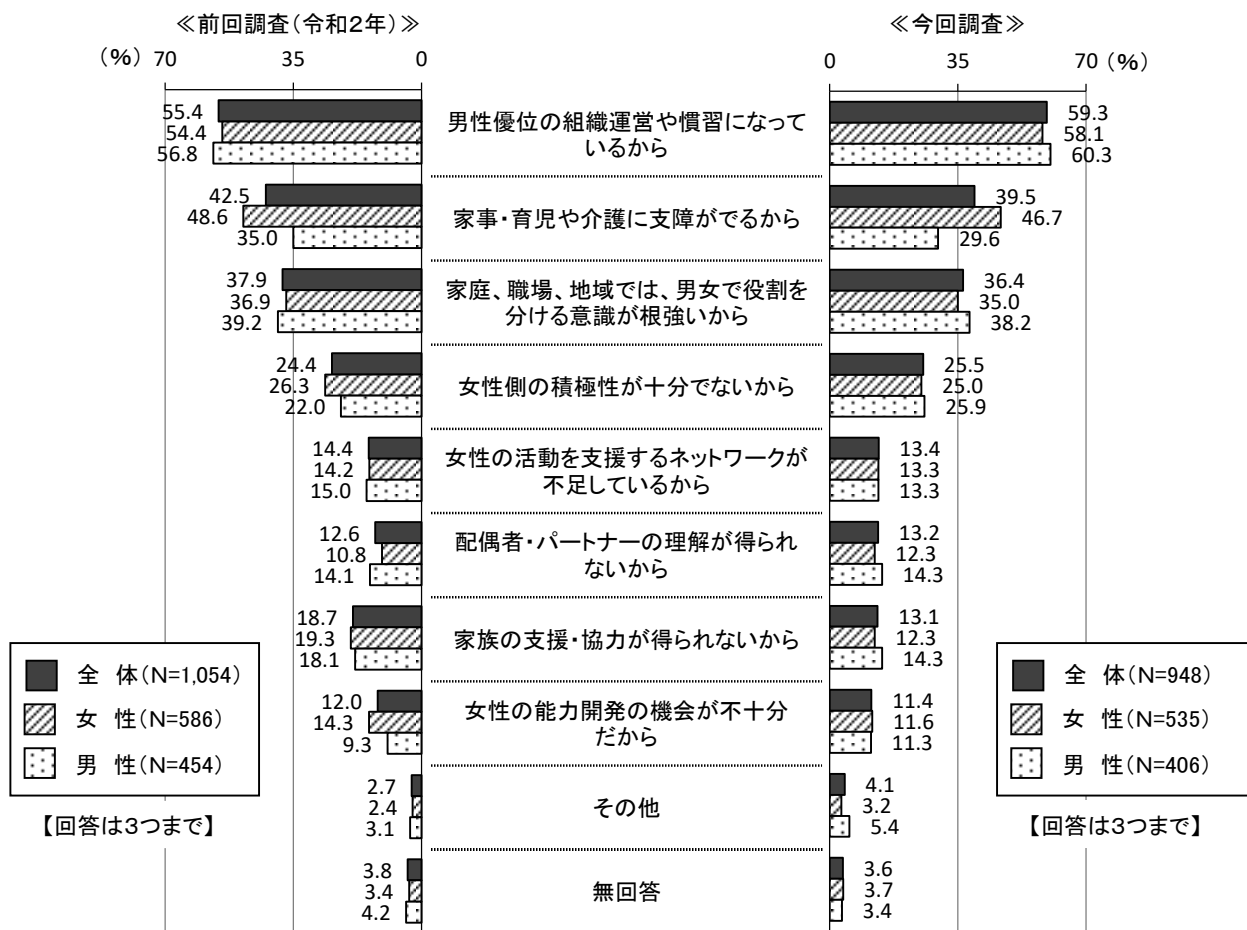 ≪前回調査(令和2年)≫
≪今回調査≫
(%) 70 35 0
0 35 70 (%)
55.4
54.4
56.8
男性優位の組織運営や慣習になって
いるから
59.3
58.1
60.3
42.5
48.6
35.0
家事・育児や介護に支障がでるから
39.5
46.7
29.6
37.9
36.9
39.2
家庭、職場、地域では、男女で役割を
分ける意識が根強いから
36.4
35.0
38.2
24.4
26.3
22.0
女性側の積極性が十分でないから
25.5
25.0
25.9
14.4
14.2
15.0
女性の活動を支援するネットワークが
不足しているから
13.4
13.3
13.3
12.6
10.8
14.1
配偶者・パートナーの理解が得られ
ないから
13.2
12.3
14.3
18.7
19.3
18.1
家族の支援・協力が得られないから
13.1
12.3
14.3
12.0
14.3
9.3
女性の能力開発の機会が不十分
だから
11.4
11.6
11.3
2.7
2.4
3.1
その他
4.1
3.2
5.4
3.8
3.4
4.2
無回答
3.6
3.7
3.4
全 体(N=1,054)
女 性(N=586)
男 性(N=454)
【回答は3つまで】
全 体(N=948)
女 性(N=535)
男 性(N=406)
【回答は3つまで】